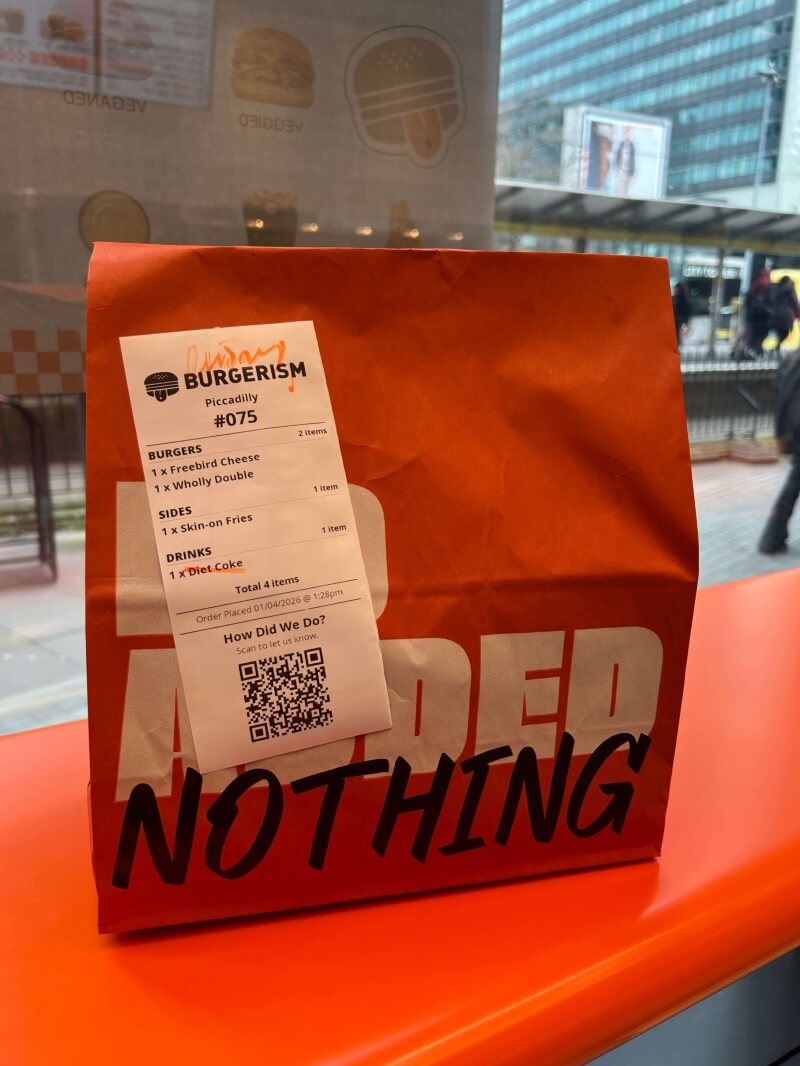 VEGANED
VEGGIED
BURGERISM
Piccadilly
#075
BURGERS 2 items
1 x Freebird Cheese
1 x Wholly Double
SIDES 1 item
1 x Skin-on Fries
DRINKS 1 item
1 x Diet Coke
Total 4 items
Order Placed 01/04/2026 @ 1:28pm
How Did We Do?
Scan to let us know.
NOTHING